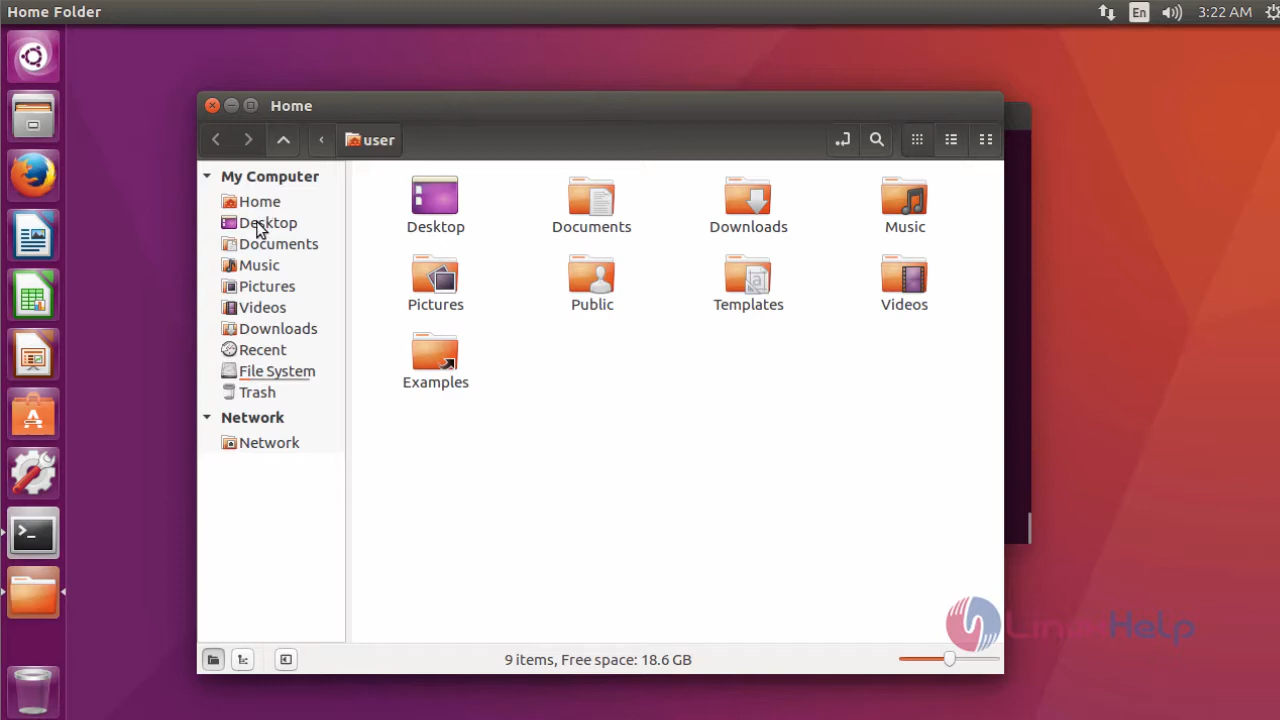 Home Folder
En
3:22 AM
Home
user
My Computer
Home
Desktop
Documents
Music
Pictures
Videos
Downloads
Recent
File System
Trash
Network
Network
Desktop
Documents
Downloads
Music
Pictures
Public
Templates
Videos
Examples
9 items, Free space: 18.6 GB
LinuxHelp